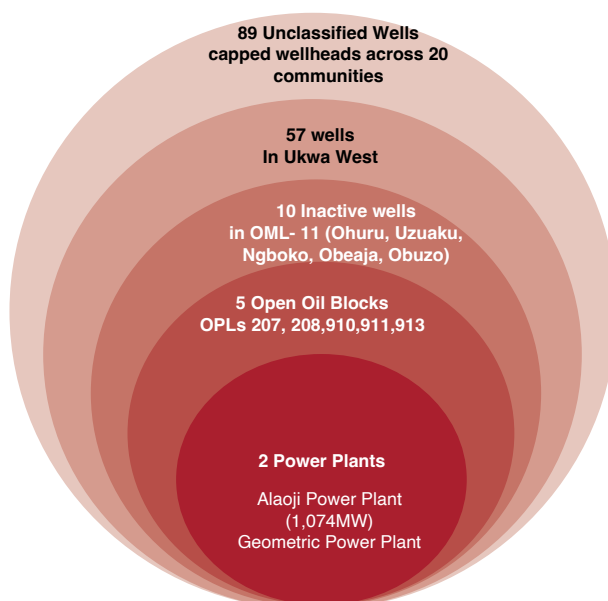 89 Unclassified Wells
capped wellheads across 20
communities
57 wells
In Ukwa West
10 Inactive wells
in OML- 11 (Ohuru, Uzuaku,
Ngboko, Obeaja, Obuzo)
5 Open Oil Blocks
OPLs 207, 208,910,911,913
2 Power Plants
Alaoji Power Plant
(1,074MW)
Geometric Power Plant